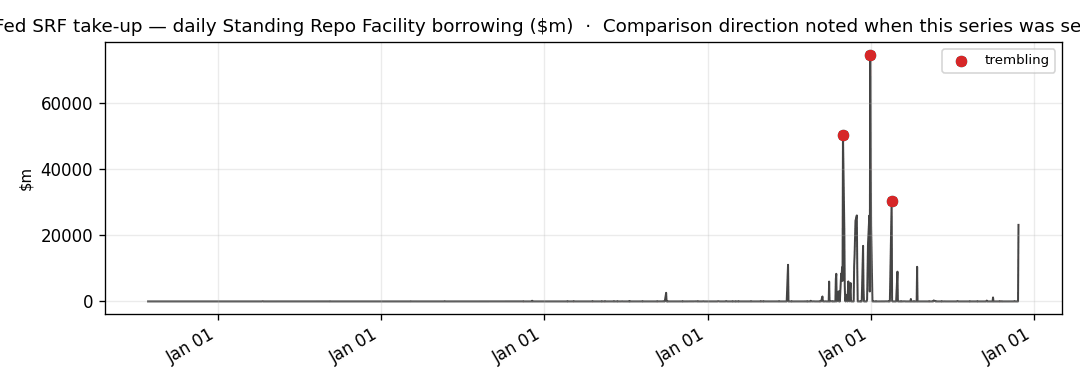 Fed SRF take-up — daily Standing Repo Facility borrowing ($m) · Comparison direction noted when this series was se
trembling
60000
40000
20000
0
$m
Jan 01
Jan 01
Jan 01
Jan 01
Jan 01
Jan 01